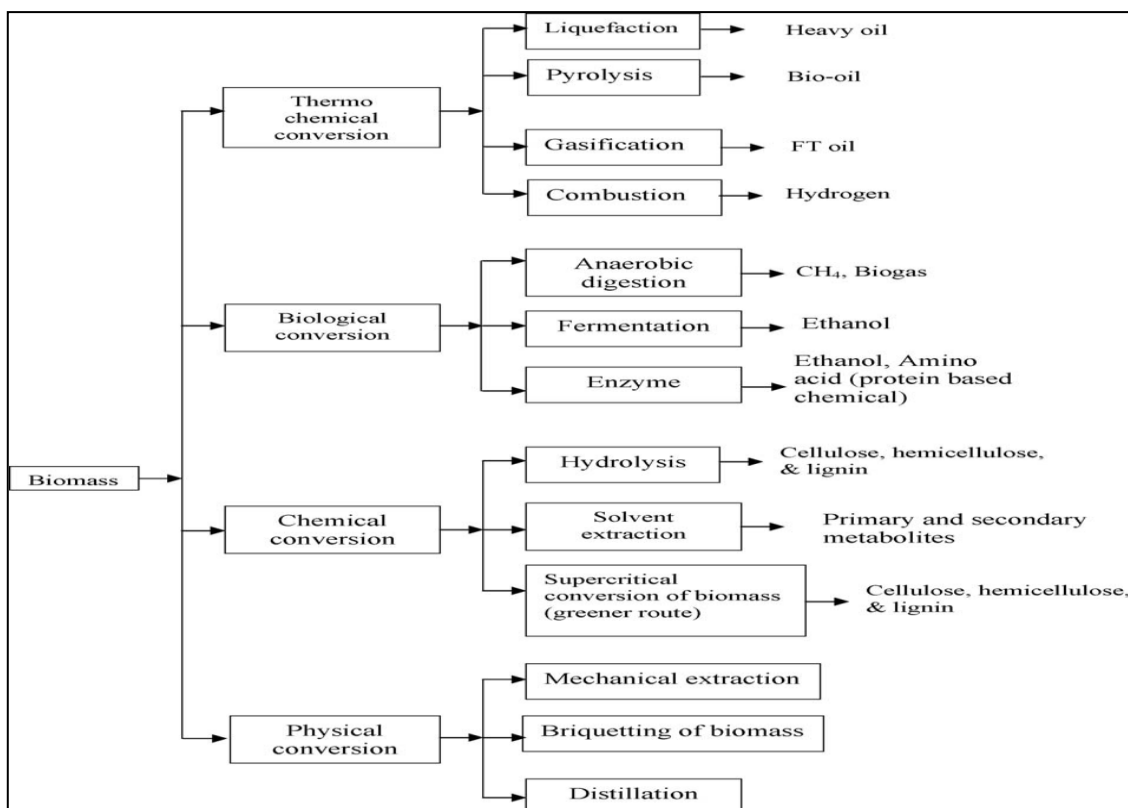 Liquefaction
Heavy oil
Pyrolysis
Bio-oil
Thermo
chemical
conversion
Gasification
FT oil
Combustion
Hydrogen
Anaerobic
digestion
CH₄, Biogas
Biological
conversion
Fermentation
Ethanol
Enzyme
Ethanol, Amino
acid (protein based
chemical)
Biomass
Hydrolysis
Cellulose, hemicellulose,
& lignin
Chemical
conversion
Solvent
extraction
Primary and secondary
metabolites
Supercritical
conversion of biomass
(greener route)
Cellulose, hemicellulose,
& lignin
Mechanical extraction
Physical
conversion
Briquetting of biomass
Distillation